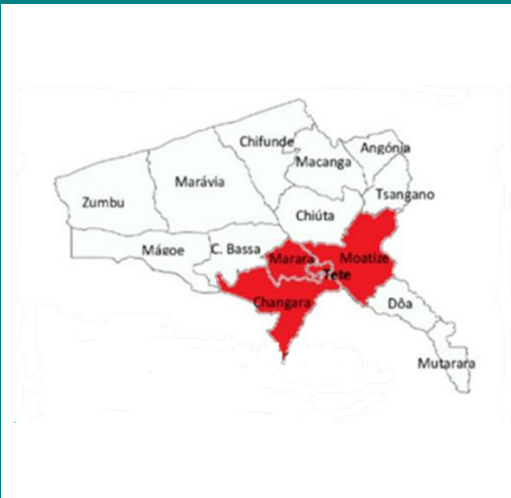 Chifunde
Macanga
Angónia
Marávia
Tsangano
Zumbu
Chiúta
Mágoe
C. Bassa
Marara
Moatize
Tete
Changara
Dôa
Mutarara